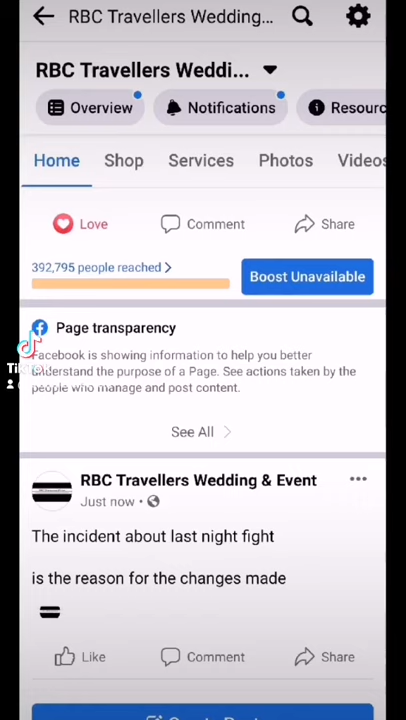 RBC Travellers Wedding...
RBC Travellers Weddi...
Overview
Notifications
Resourc
Home
Shop
Services
Photos
Videos
Love
Comment
Share
392,795 people reached
Boost Unavailable
Page transparency
Facebook is showing information to help you better
understand the purpose of a Page. See actions taken by the
people who manage and post content.
See All
RBC Travellers Wedding & Event
Just now
The incident about last night fight
is the reason for the changes made
Like
Comment
Share